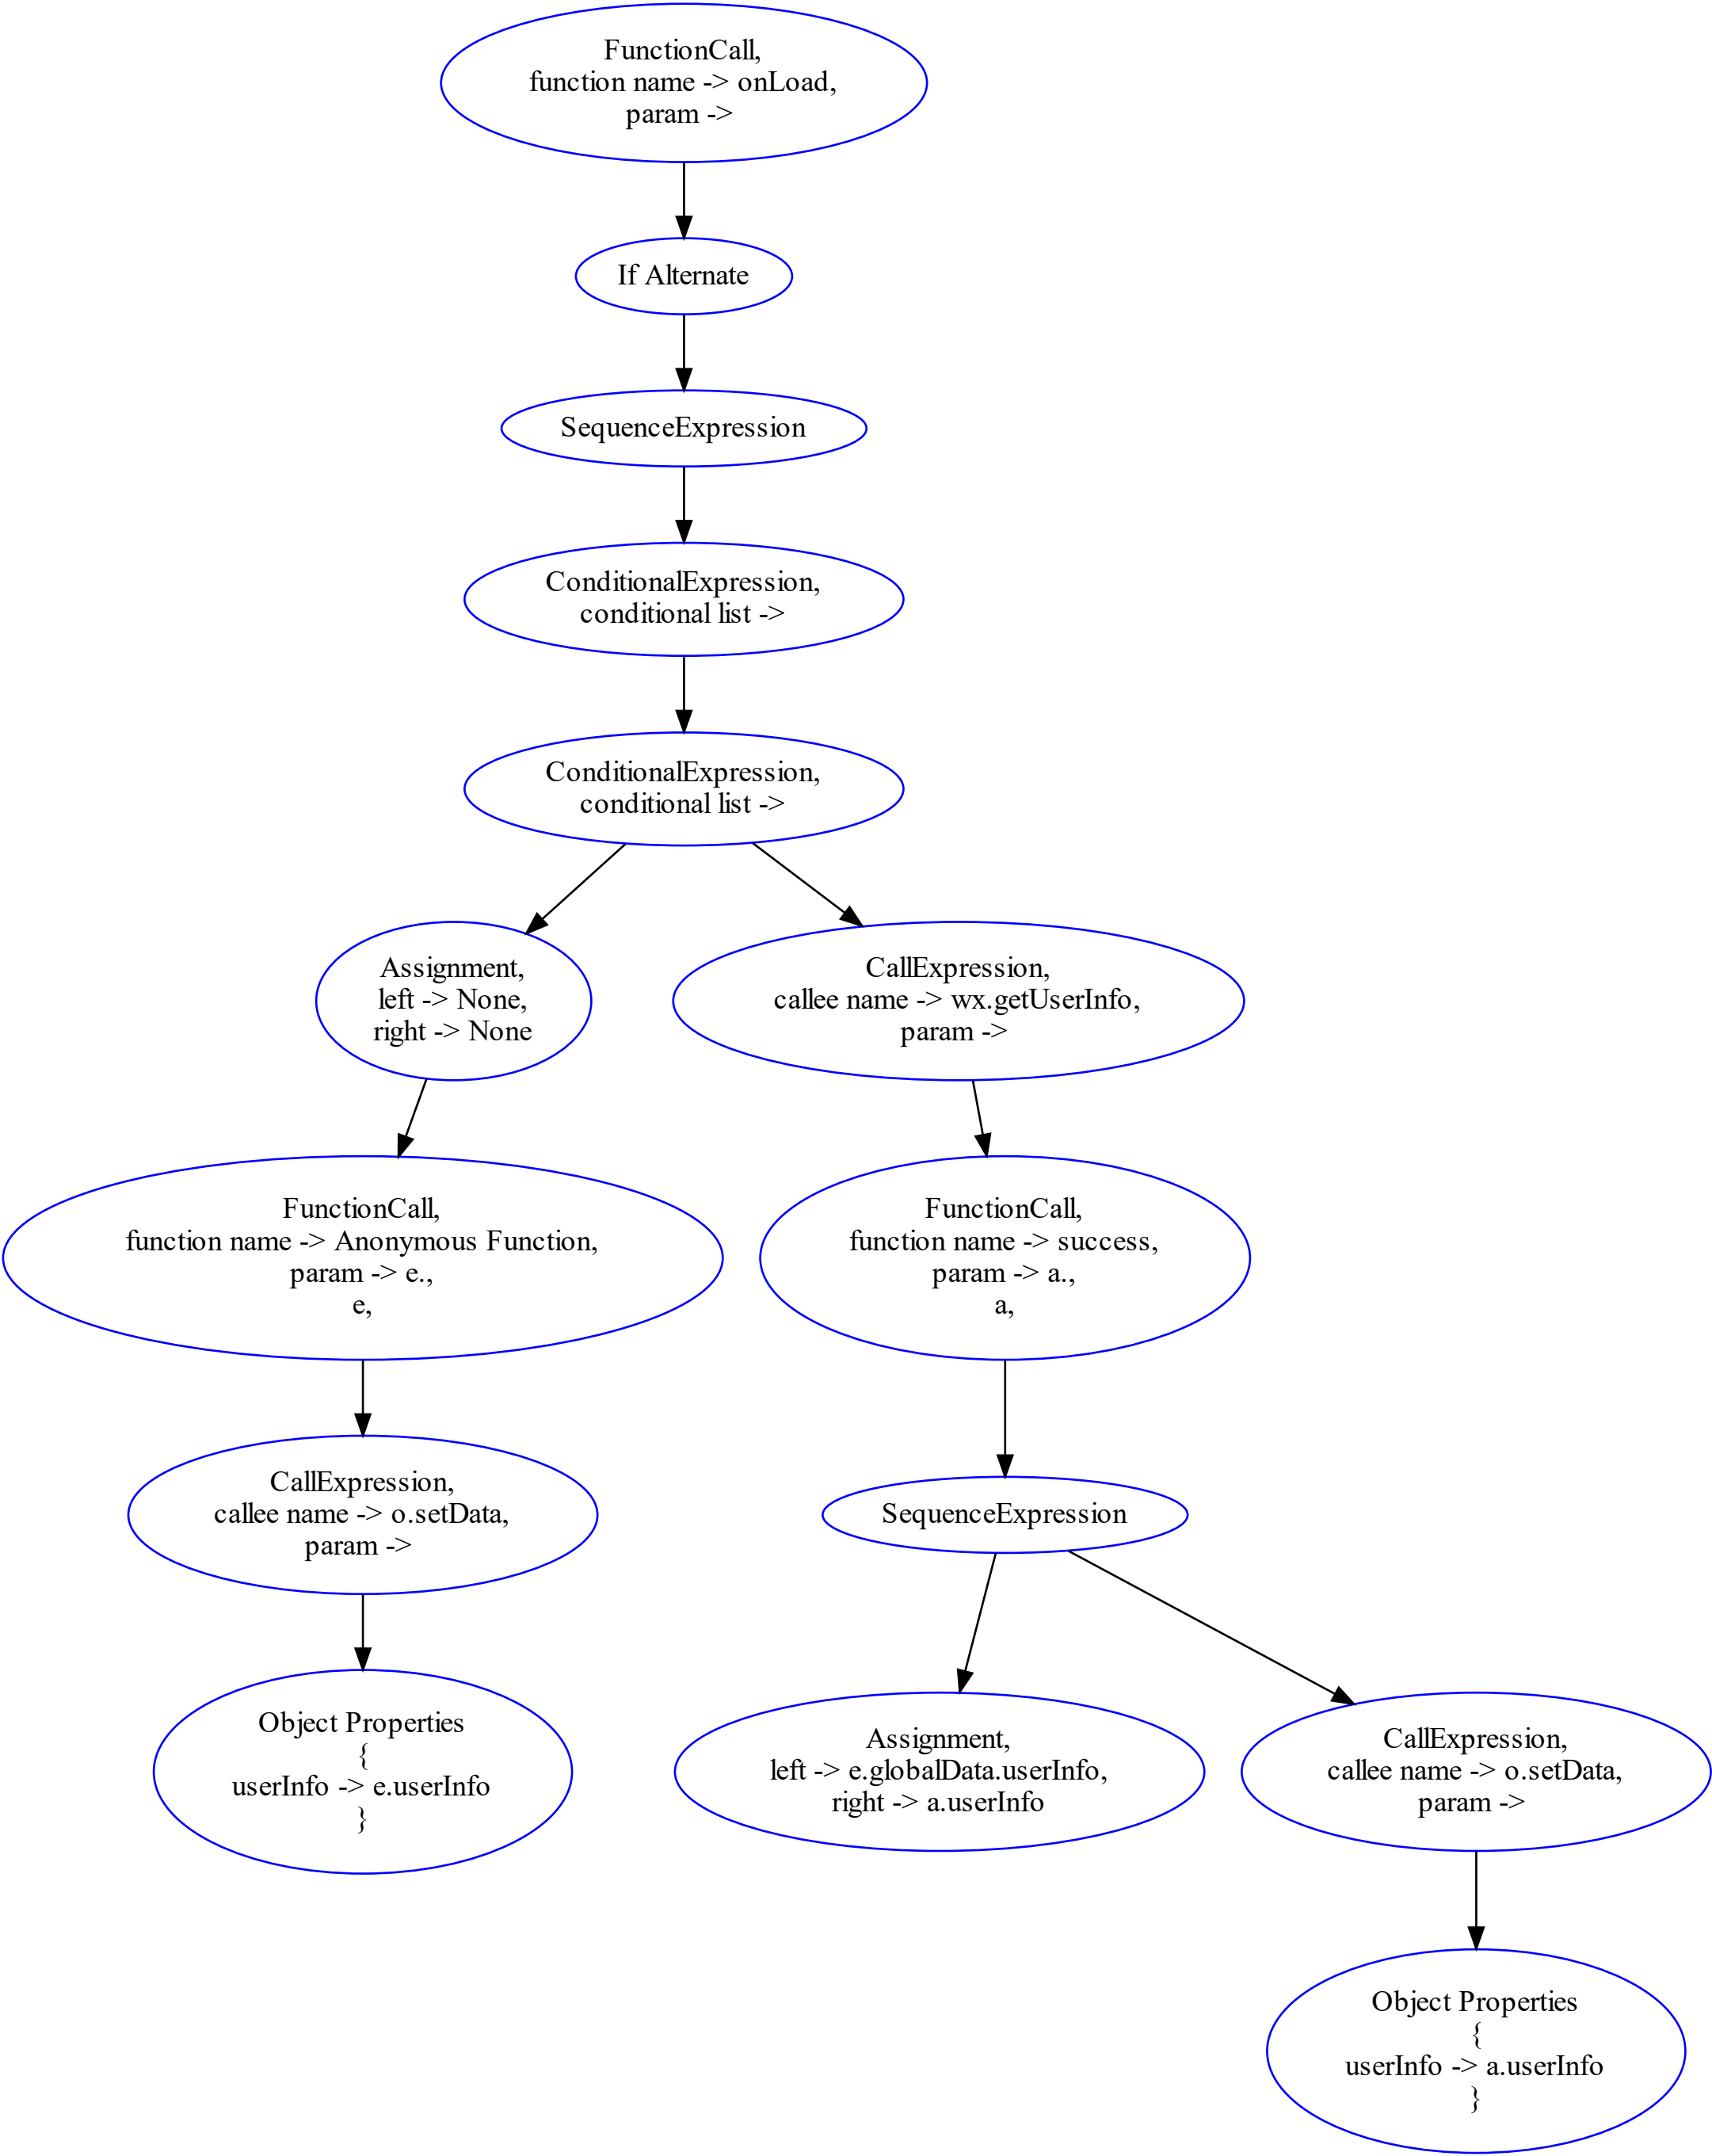 FunctionCall,
function name -> onLoad,
param ->
If Alternate
SequenceExpression
ConditionalExpression,
conditional list ->
ConditionalExpression,
conditional list ->
Assignment,
left -> None,
right -> None
CallExpression,
callee name -> wx.getUserInfo,
param ->
FunctionCall,
function name -> Anonymous Function,
param -> e.,
e,
FunctionCall,
function name -> success,
param -> a.,
a,
CallExpression,
callee name -> o.setData,
param ->
SequenceExpression
Object Properties
{
userInfo -> e.userInfo
}
Assignment,
left -> e.globalData.userInfo,
right -> a.userInfo
CallExpression,
callee name -> o.setData,
param ->
Object Properties
{
userInfo -> a.userInfo
}